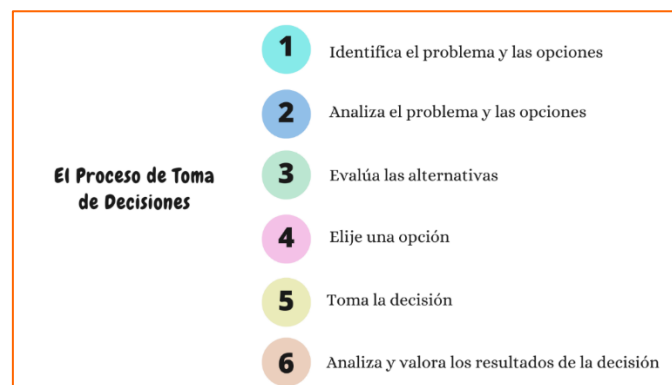 El Proceso de Toma
de Decisiones
1
Identifica el problema y las opciones
2
Analiza el problema y las opciones
3
Evalúa las alternativas
4
Elije una opción
5
Toma la decisión
6
Analiza y valora los resultados de la decisión